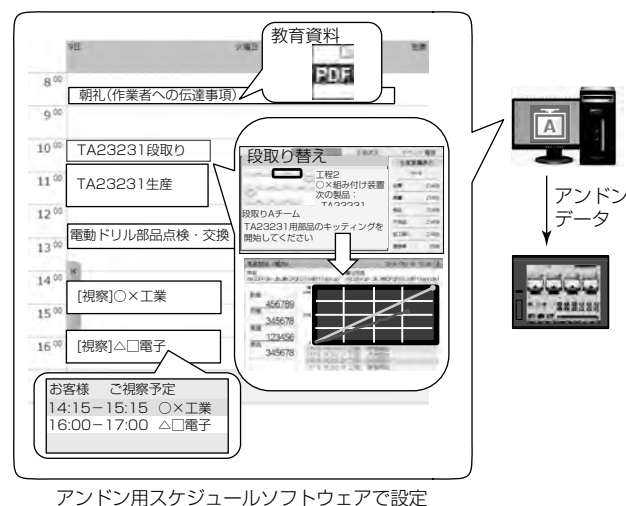 教育資料
PDF
9日
火曜日
8 00
朝礼(作業者への伝達事項)
9 00
10 00
TA23231段取り
段取り替え
工程2
○×組み付け装置
次の製品:
TA23231
11 00
TA23231生産
段取りAチーム
TA23231用部品のキッティングを
開始してください
12 00
電動ドリル部品点検・交換
13 00
14 00
[視察]○×工業
456789
345678
123456
345678
15 00
16 00
[視察]△□電子
お客様 ご視察予定
14:15-15:15 ○×工業
16:00-17:00 △□電子
A
アンドン
データ
アンドン用スケジュールソフトウェアで設定